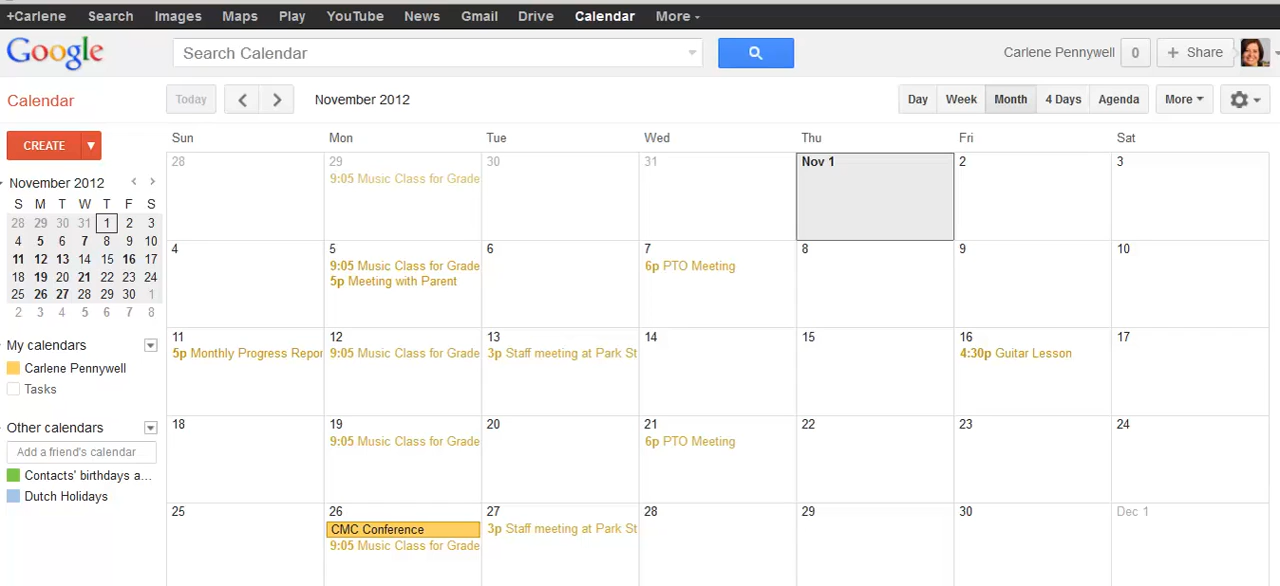 +Carlene Search Images Maps Play YouTube News Gmail Drive Calendar More
Google Search Calendar Carlene Pennywell 0 + Share
Calendar Today November 2012 Day Week Month 4 Days Agenda More
CREATE
November 2012
S M T W T F S
28 29 30 31 1 2 3
4 5 6 7 8 9 10
11 12 13 14 15 16 17
18 19 20 21 22 23 24
25 26 27 28 29 30 1
2 3 4 5 6 7 8
My calendars
Carlene Pennywell
Tasks
Other calendars
Add a friend's calendar
Contacts' birthdays a...
Dutch Holidays
Sun Mon Tue Wed Thu Fri Sat
28 29 30 31 Nov 1 2 3
9:05 Music Class for Grade
4 5 6 7 8 9 10
9:05 Music Class for Grade 6p PTO Meeting
5p Meeting with Parent
11 12 13 14 15 16 17
5p Monthly Progress Repor 9:05 Music Class for Grade 3p Staff meeting at Park St 4:30p Guitar Lesson
18 19 20 21 22 23 24
9:05 Music Class for Grade 6p PTO Meeting
25 26 27 28 29 30 Dec 1
CMC Conference 3p Staff meeting at Park St
9:05 Music Class for Grade